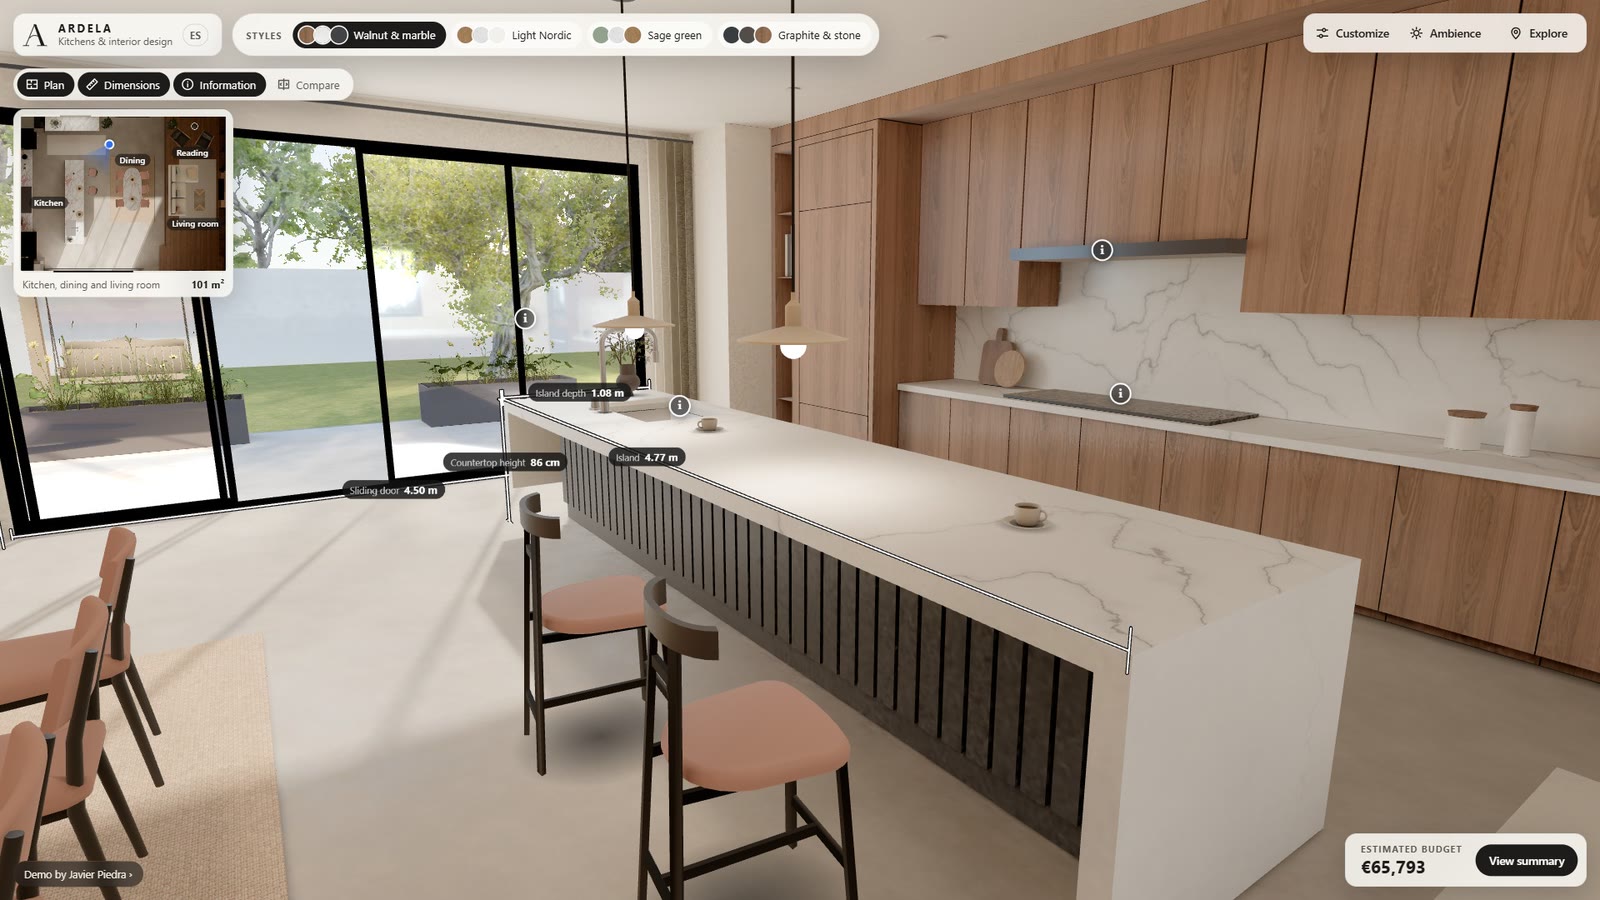 A
ARDELA
Kitchens & interior design
ES
STYLES
Walnut & marble
Light Nordic
Sage green
Graphite & stone
Customize
Ambience
Explore
Plan
Dimensions
Information
Compare
Reading
Dining
Kitchen
Living room
Kitchen, dining and living room
101 m²
Island depth 1.08 m
Countertop height 86 cm
Island 4.77 m
Sliding door 4.50 m
Demo by Javier Piedra ›
ESTIMATED BUDGET
€65,793
View summary